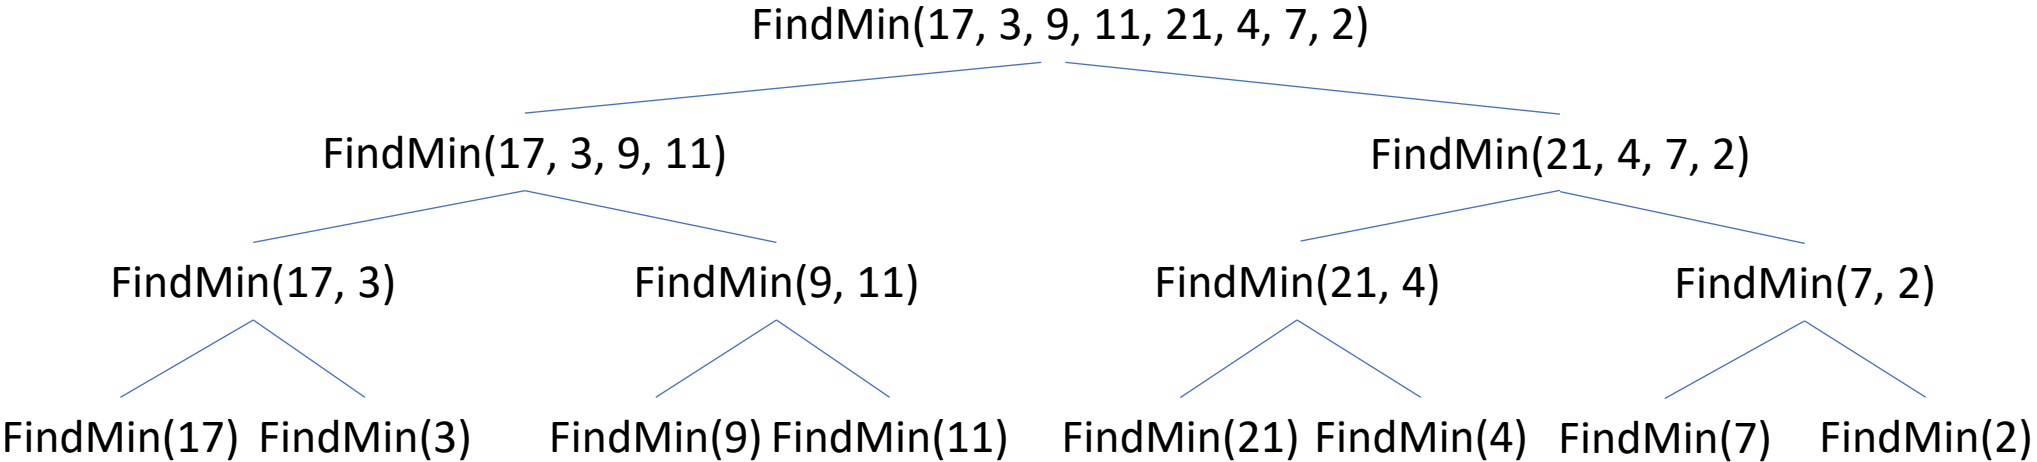 FindMin(17, 3, 9, 11, 21, 4, 7, 2)
FindMin(17, 3, 9, 11) FindMin(21, 4, 7, 2)
FindMin(17, 3) FindMin(9, 11) FindMin(21, 4) FindMin(7, 2)
FindMin(17) FindMin(3) FindMin(9) FindMin(11) FindMin(21) FindMin(4) FindMin(7) FindMin(2)